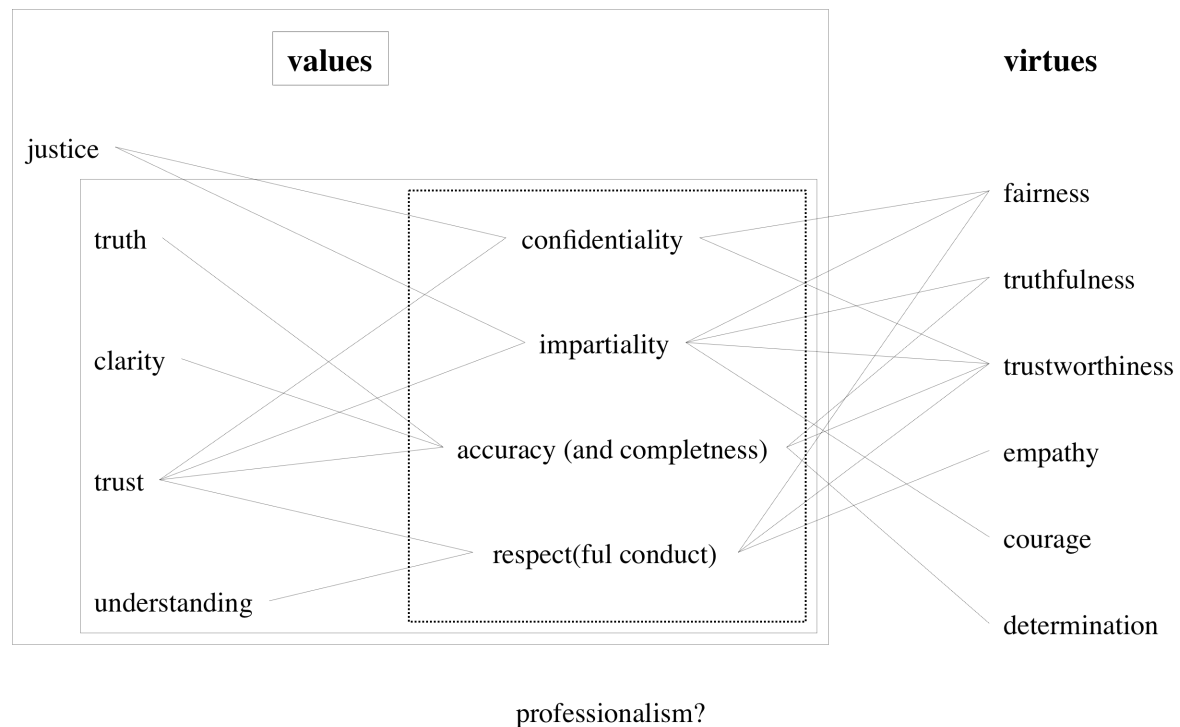 values
virtues
justice
fairness
truth
confidentiality
truthfulness
clarity
impartiality
trustworthiness
trust
accuracy (and completness)
empathy
respect(ful conduct)
courage
understanding
determination
professionalism?